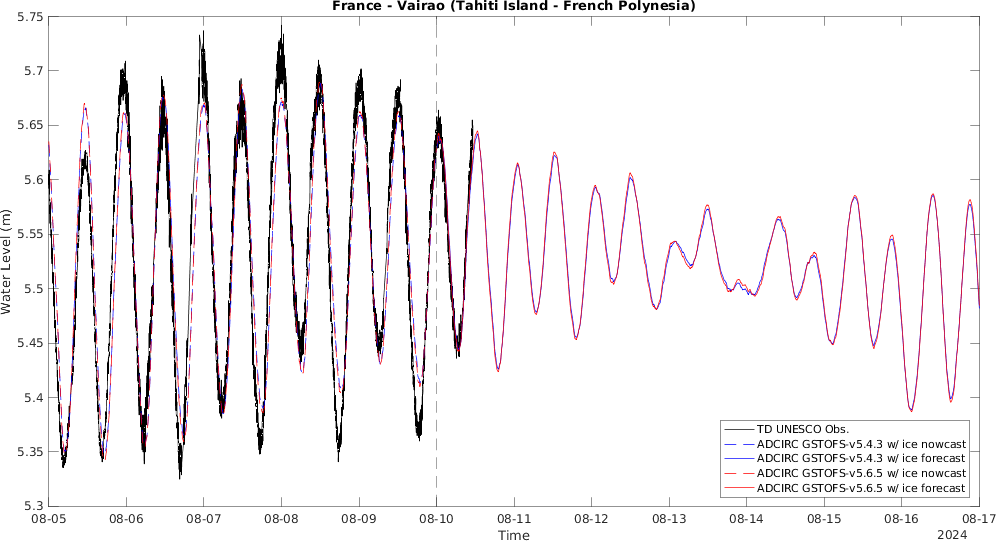 France - Vairao (Tahiti Island - French Polynesia)
5.75
5.7
5.65
5.6
5.55
5.5
5.45
5.4
5.35
5.3
Water Level (m)
TD UNESCO Obs.
ADCIRC GSTOFS-v5.4.3 w/ ice nowcast
ADCIRC GSTOFS-v5.4.3 w/ ice forecast
ADCIRC GSTOFS-v5.6.5 w/ ice nowcast
ADCIRC GSTOFS-v5.6.5 w/ ice forecast
08-05 08-06 08-07 08-08 08-09 08-10 08-11 08-12 08-13 08-14 08-15 08-16 08-17
Time
2024